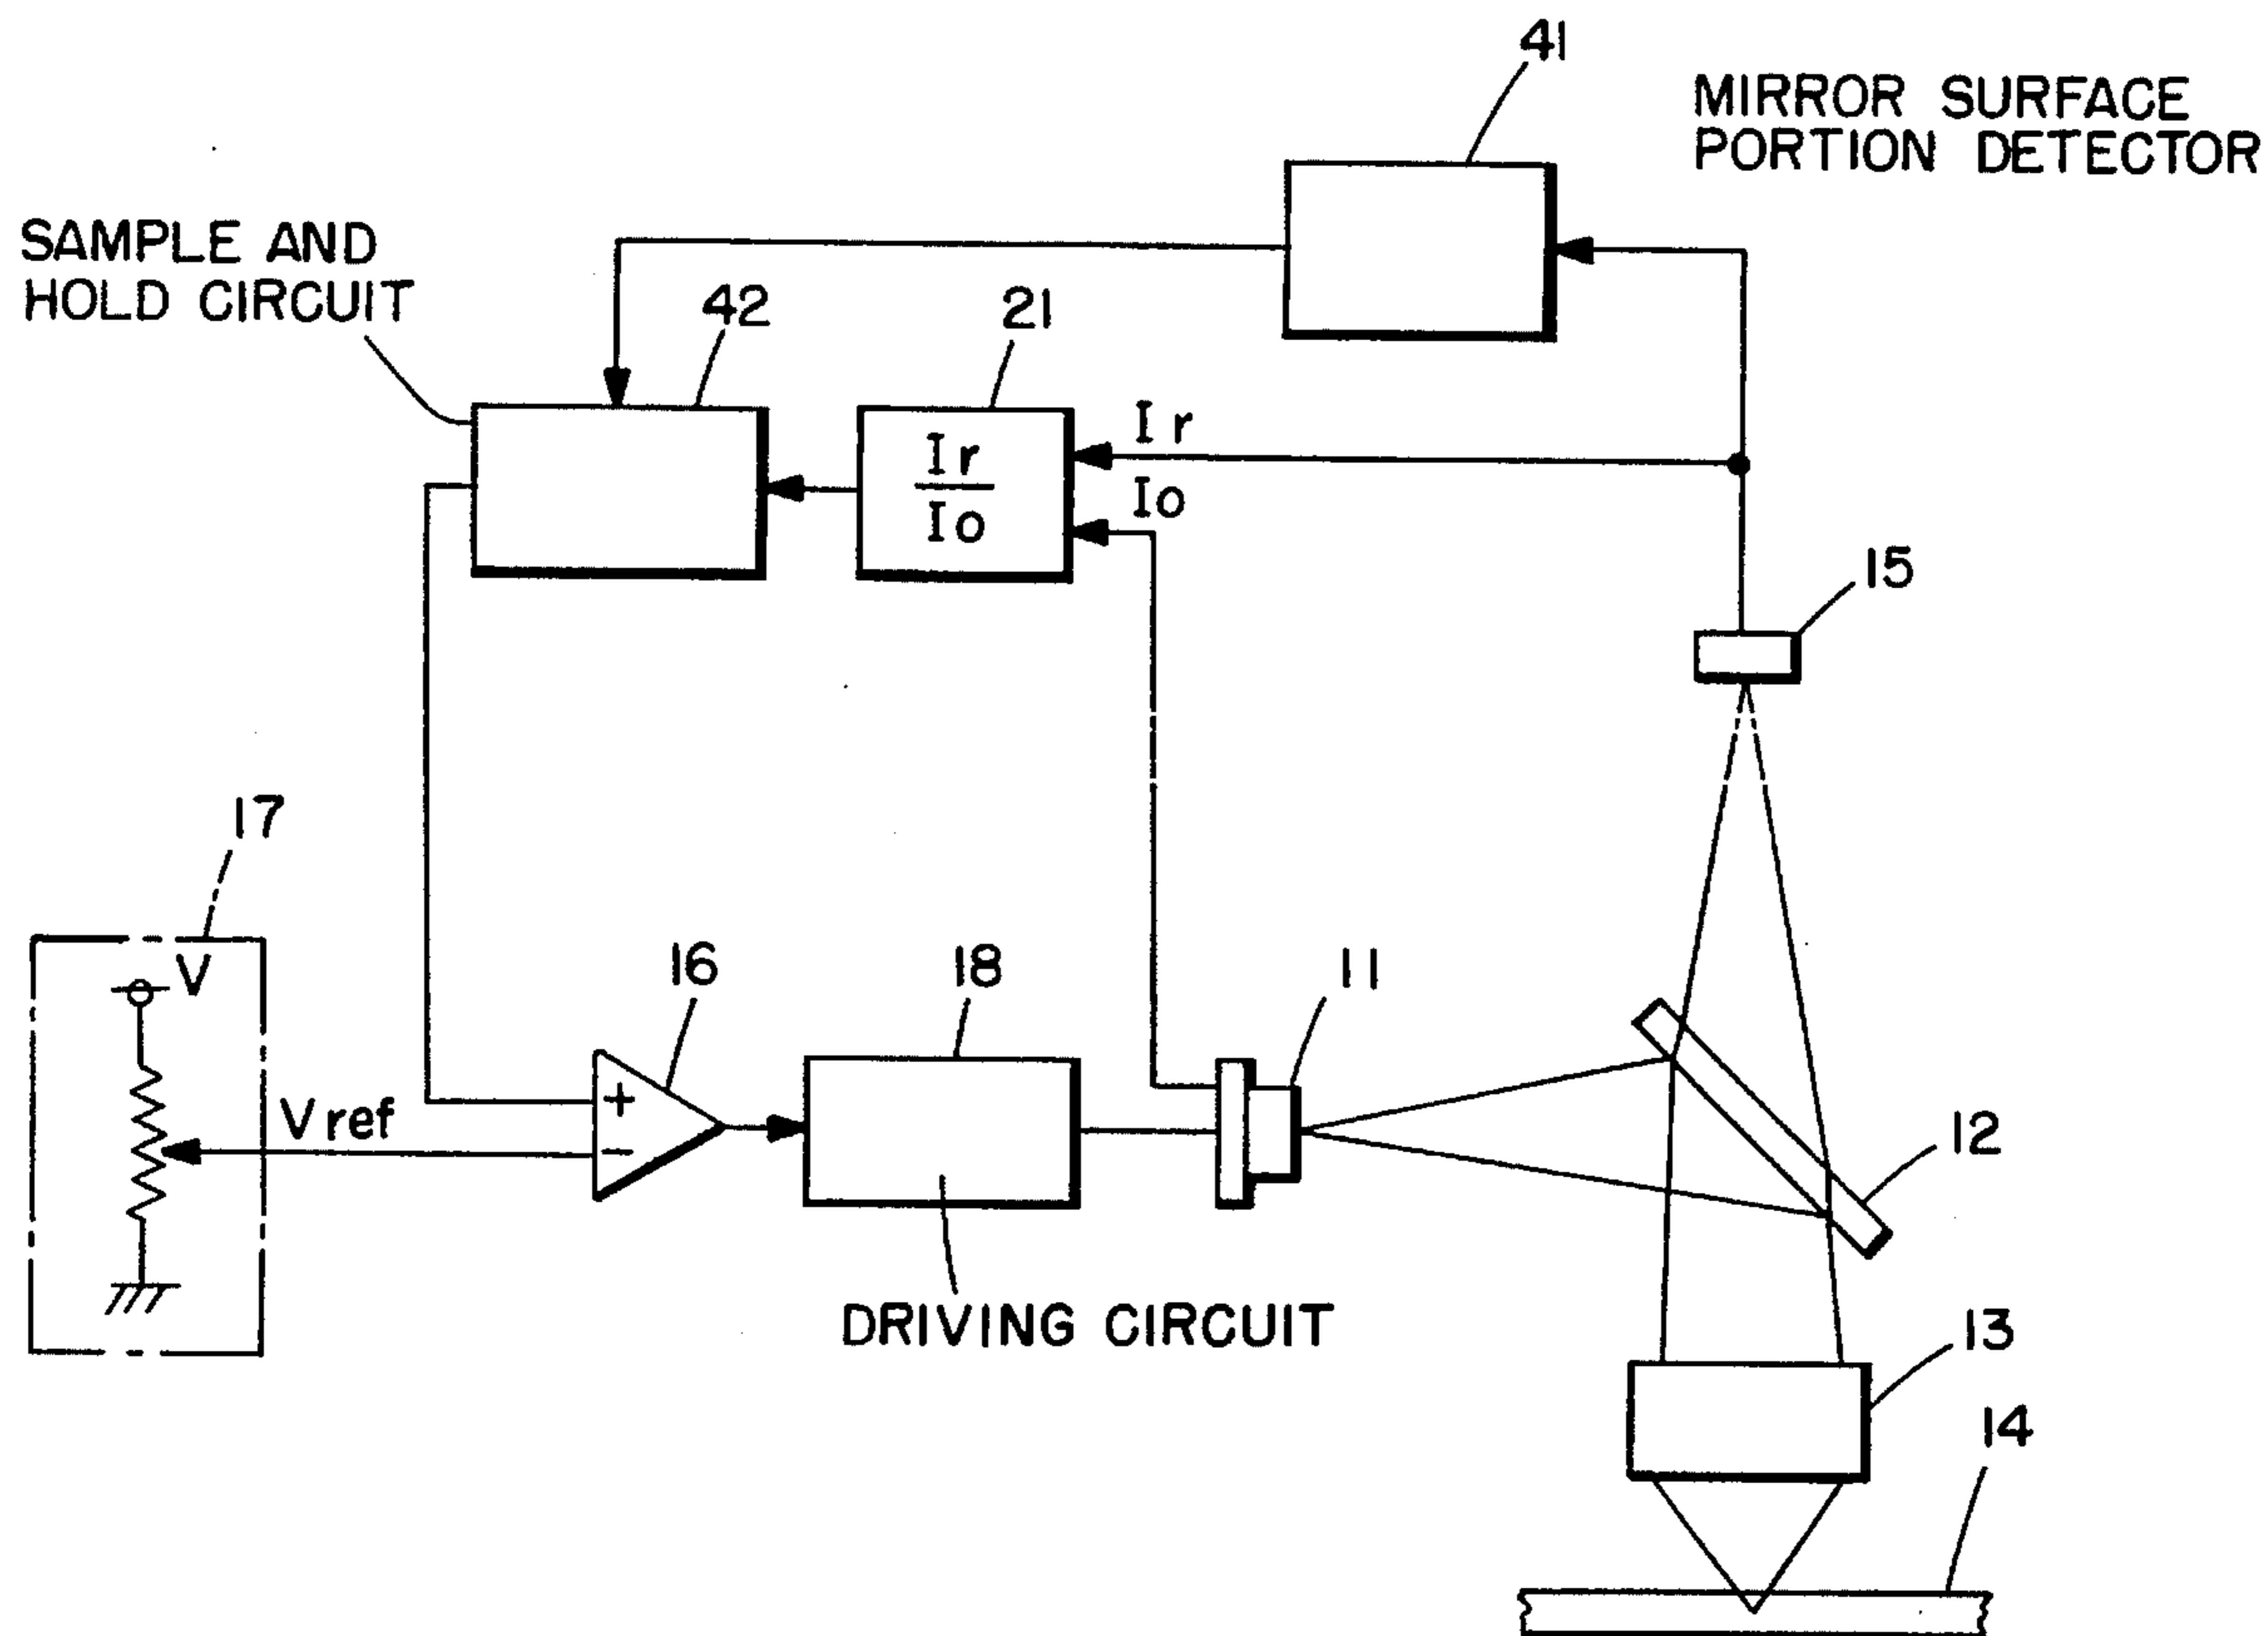 41
MIRROR SURFACE
PORTION DETECTOR
SAMPLE AND
HOLD CIRCUIT
42
21
Ir
Io
Ir
Io
15
17
V
Vref
16
+
−
18
11
12
DRIVING CIRCUIT
13
14